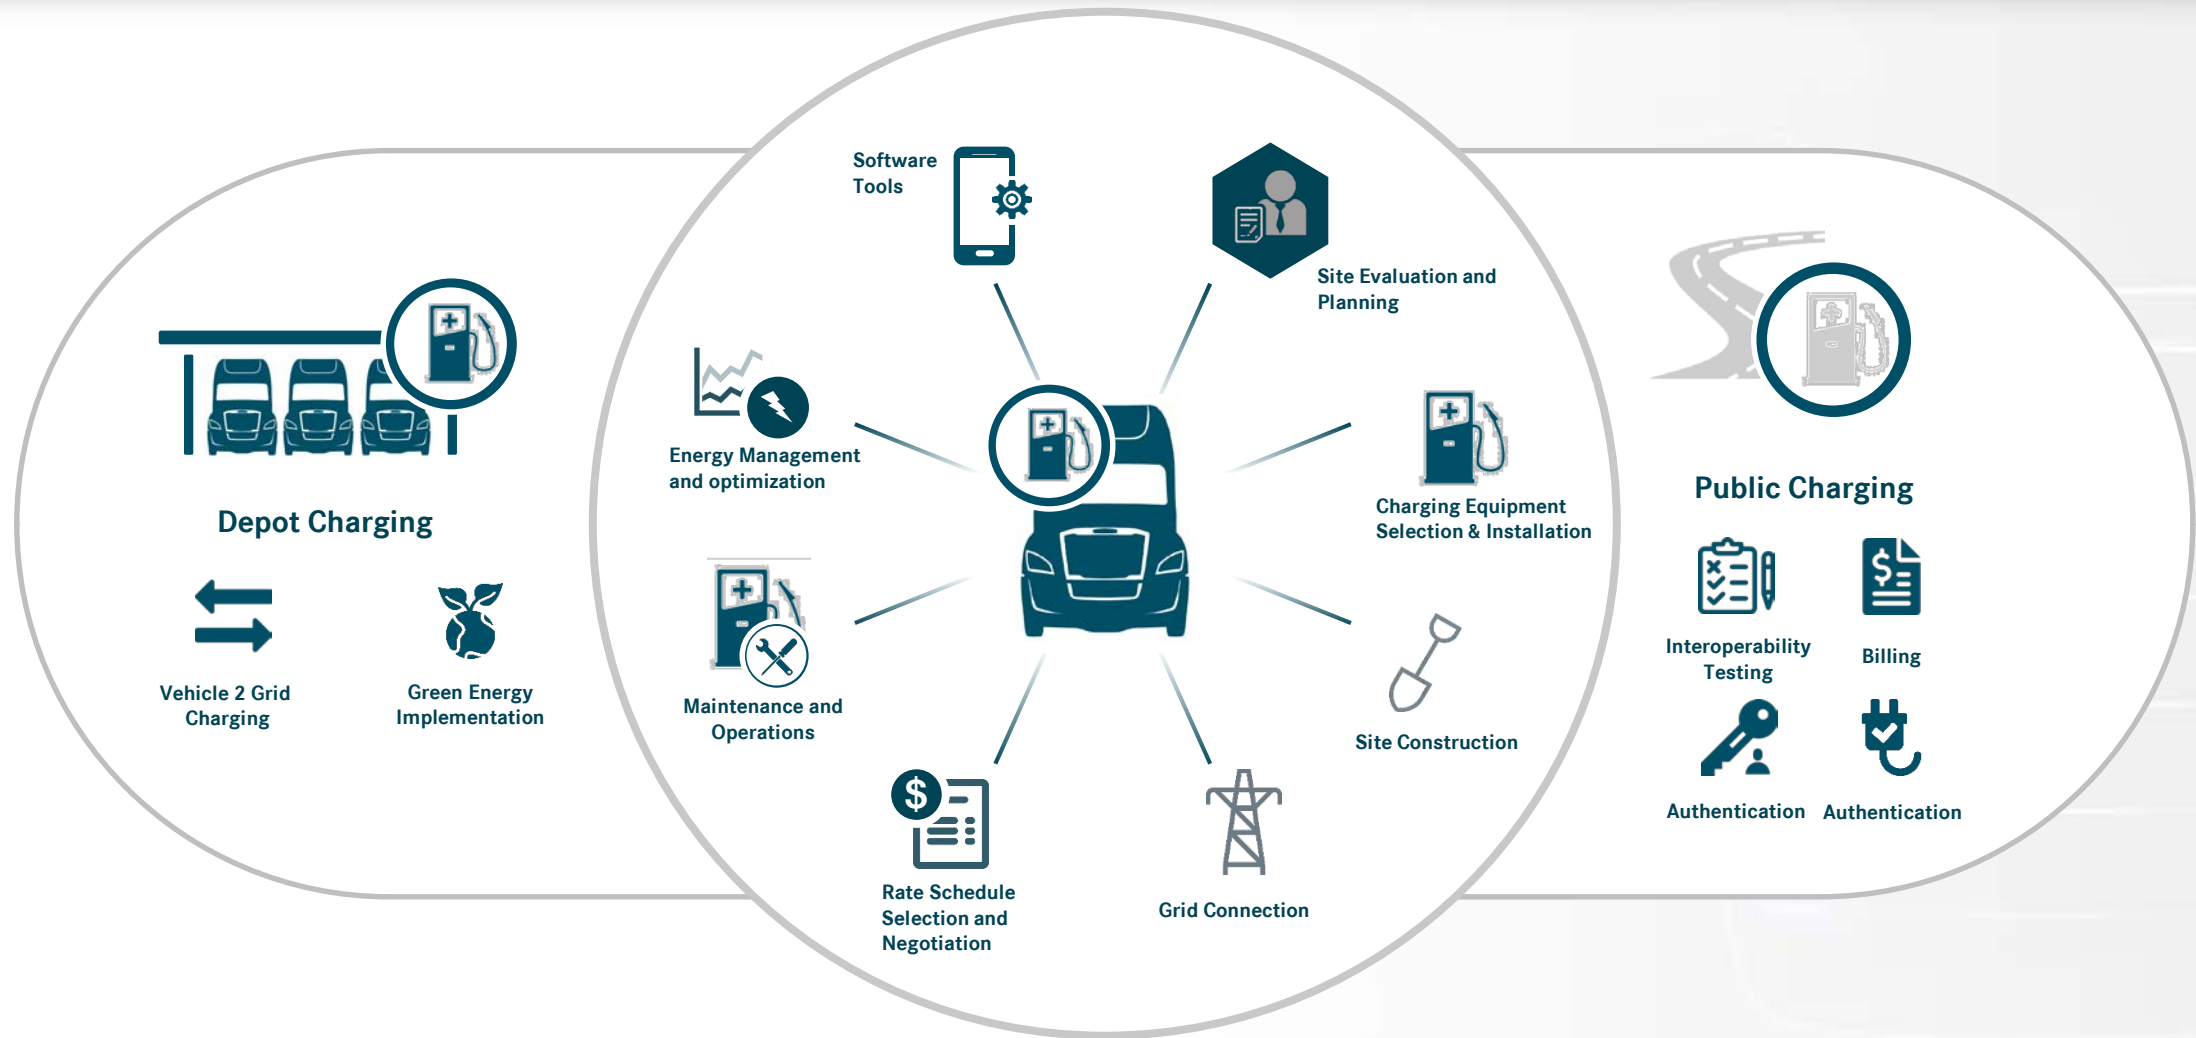 Depot Charging
Vehicle 2 Grid
Charging
Green Energy
Implementation
Software
Tools
Site Evaluation and
Planning
Energy Management
and optimization
Charging Equipment
Selection & Installation
Maintenance and
Operations
Site Construction
$
Rate Schedule
Selection and
Negotiation
Grid Connection
Public Charging
Interoperability
Testing
$
Billing
Authentication
Authentication